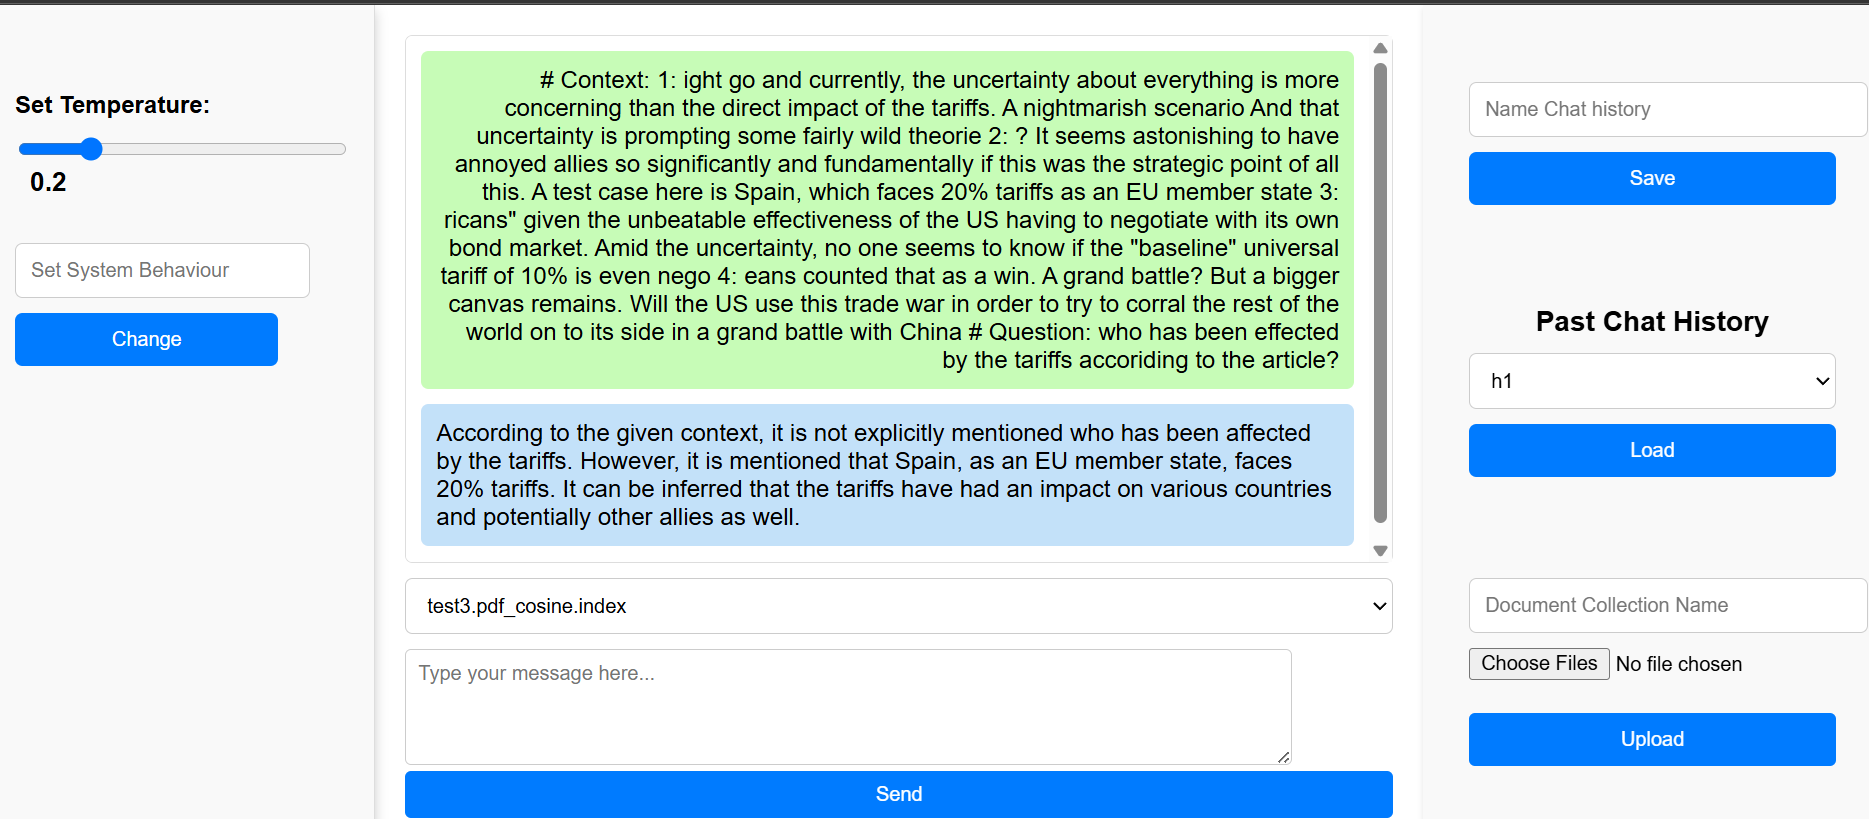 Set Temperature:
0.2
Set System Behaviour
Change
# Context: 1: ight go and currently, the uncertainty about everything is more
concerning than the direct impact of the tariffs. A nightmarish scenario And that
uncertainty is prompting some fairly wild theorie 2: ? It seems astonishing to have
annoyed allies so significantly and fundamentally if this was the strategic point of all
this. A test case here is Spain, which faces 20% tariffs as an EU member state 3:
ricans" given the unbeatable effectiveness of the US having to negotiate with its own
bond market. Amid the uncertainty, no one seems to know if the "baseline" universal
tariff of 10% is even nego 4: eans counted that as a win. A grand battle? But a bigger
canvas remains. Will the US use this trade war in order to try to corral the rest of the
world on to its side in a grand battle with China # Question: who has been effected
by the tariffs accoriding to the article?
According to the given context, it is not explicitly mentioned who has been affected
by the tariffs. However, it is mentioned that Spain, as an EU member state, faces
20% tariffs. It can be inferred that the tariffs have had an impact on various countries
and potentially other allies as well.
test3.pdf_cosine.index
Type your message here...
Send
Name Chat history
Save
Past Chat History
h1
Load
Document Collection Name
Choose Files No file chosen
Upload